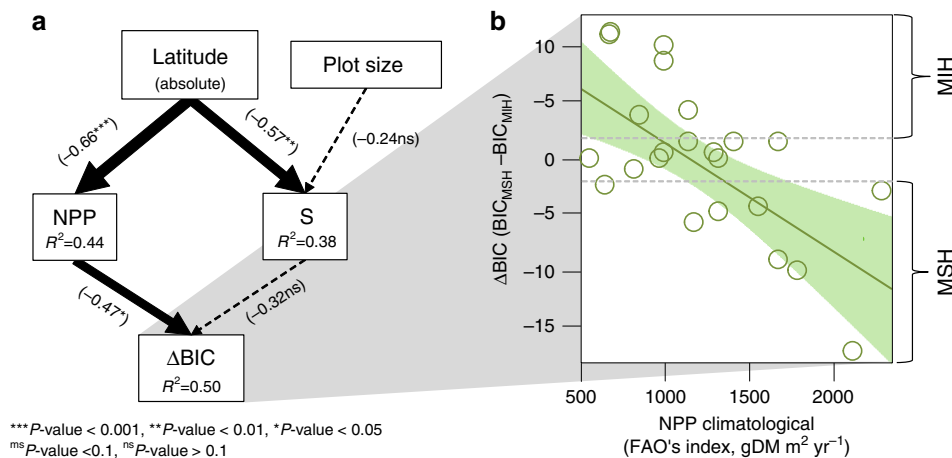 a
Latitude
(absolute)
Plot size
(−0.66***)
(−0.57**)
(−0.24ns)
NPP
R²=0.44
S
R²=0.38
(−0.47*)
(−0.32ns)
ΔBIC
R²=0.50
***P-value < 0.001, **P-value < 0.01, *P-value < 0.05
ᵐˢP-value <0.1, ⁿˢP-value > 0.1
b
ΔBIC (BIC_MSH −BIC_MIH)
10
−5
0
−5
−10
−15
500 1000 1500 2000
NPP climatological
(FAO's index, gDM m² yr⁻¹)
MIH
MSH